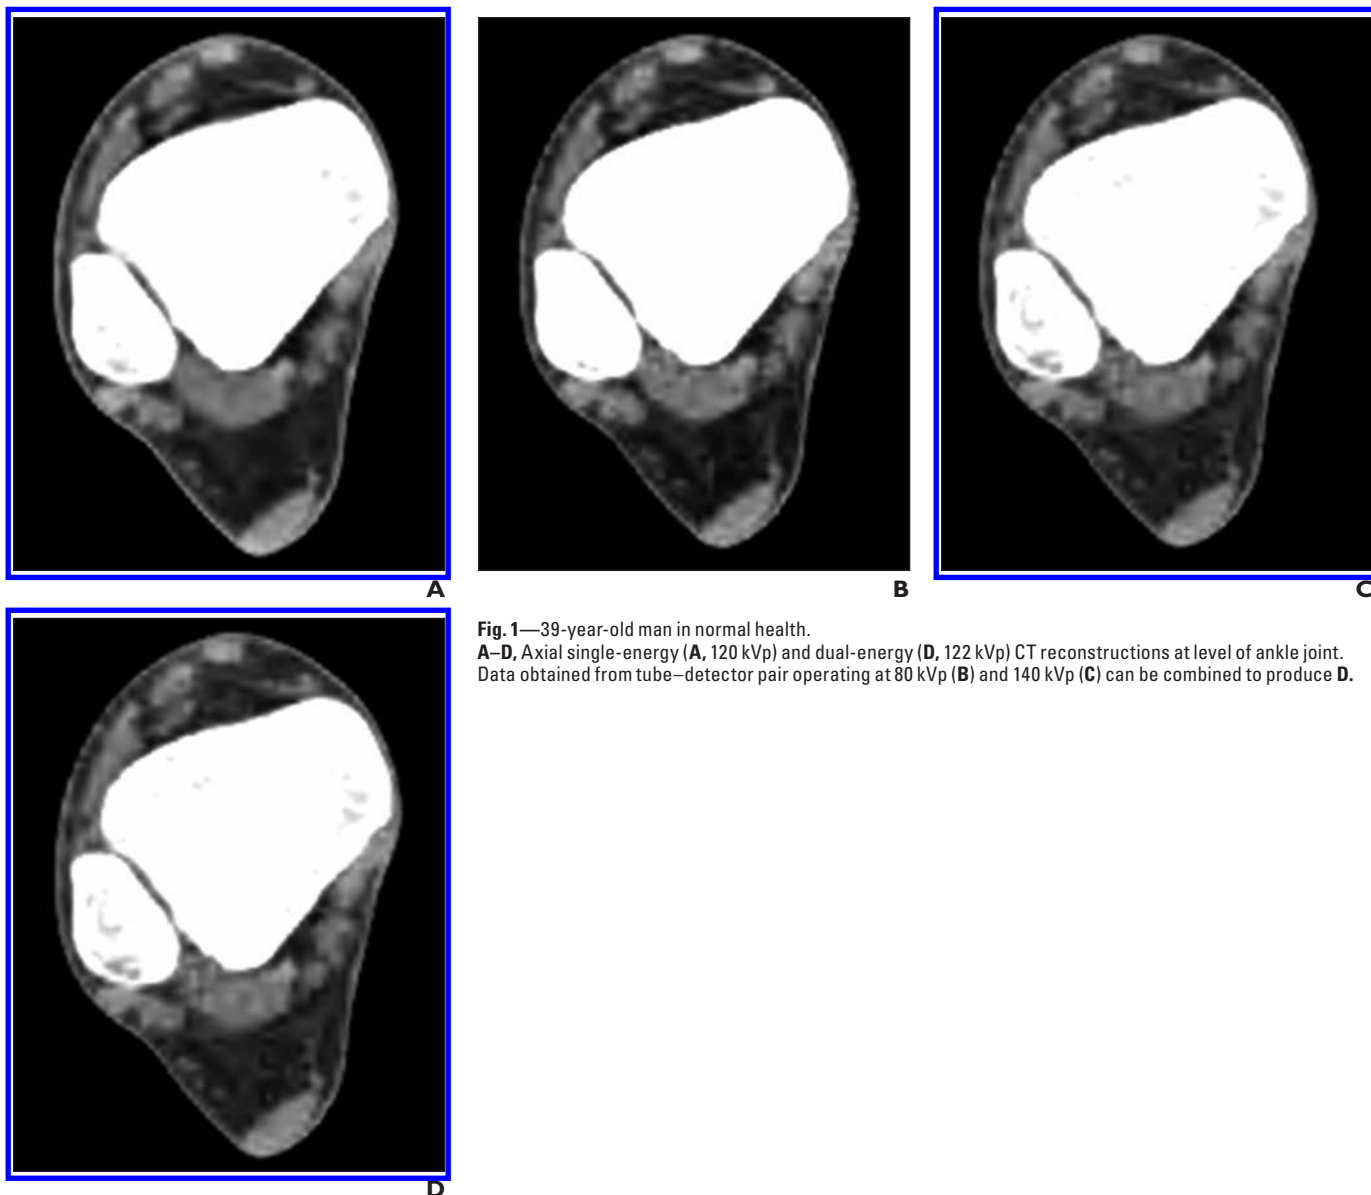 A
B
C
Fig. 1—39-year-old man in normal health.
A–D, Axial single-energy (A, 120 kVp) and dual-energy (D, 122 kVp) CT reconstructions at level of ankle joint.
Data obtained from tube–detector pair operating at 80 kVp (B) and 140 kVp (C) can be combined to produce D.
D